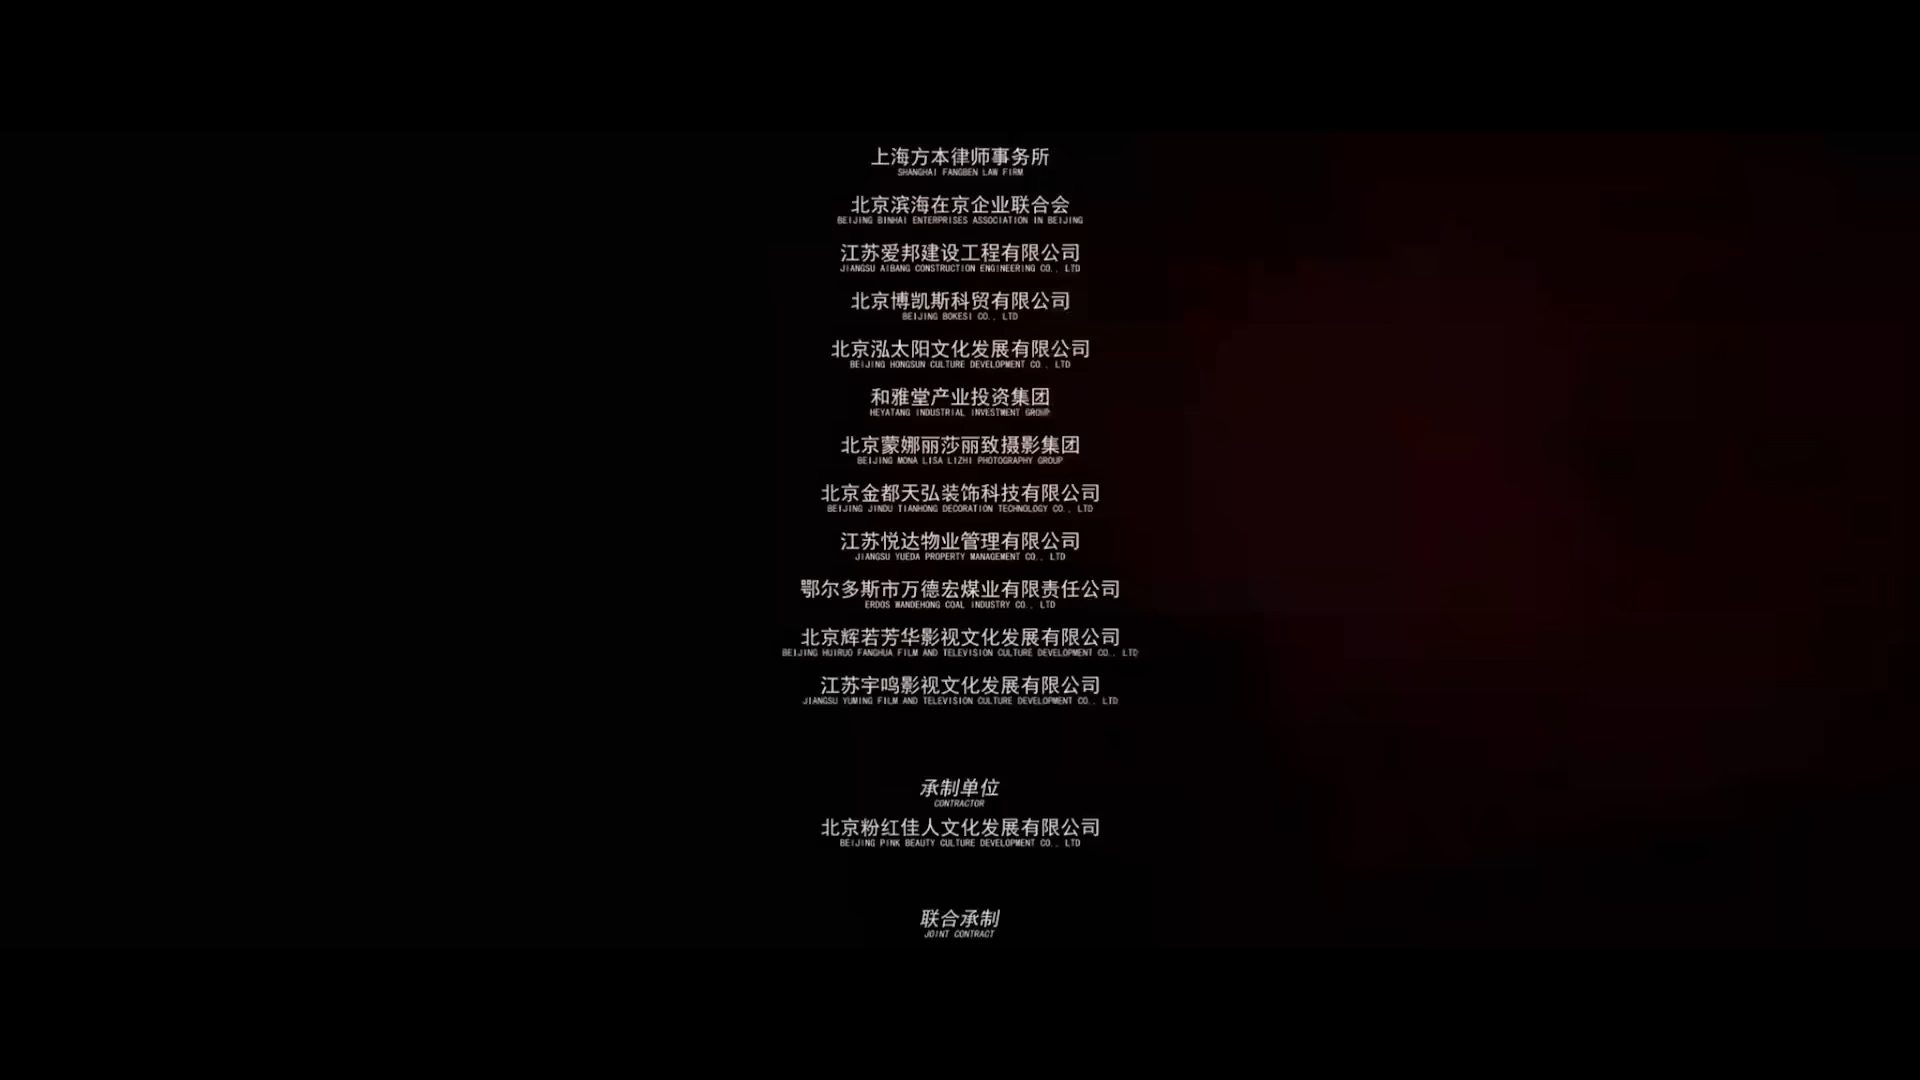 上海方本律师事务所
SHANGHAI FANGBEN LAW FIRM
北京滨海在京企业联合会
BEIJING BINHAI ENTERPRISES ASSOCIATION IN BEIJING
江苏爱邦建设工程有限公司
JIANGSU AIBANG CONSTRUCTION ENGINEERING CO., LTD
北京博凯斯科贸有限公司
BEIJING BOKESI CO., LTD
北京泓太阳文化发展有限公司
BEIJING HONGSUN CULTURE DEVELOPMENT CO., LTD
和雅堂产业投资集团
HEYATANG INDUSTRIAL INVESTMENT GROUP
北京蒙娜丽莎丽致摄影集团
BEIJING MONA LISA LIZHI PHOTOGRAPHY GROUP
北京金都天弘装饰科技有限公司
BEIJING JINDU TIANHONG DECORATION TECHNOLOGY CO., LTD
江苏悦达物业管理有限公司
JIANGSU YUEDA PROPERTY MANAGEMENT CO., LTD
鄂尔多斯市万德宏煤业有限责任公司
ERDOS WANDEHONG COAL INDUSTRY CO., LTD
北京辉若芳华影视文化发展有限公司
BEIJING HUIRUO FANGHUA FILM AND TELEVISION CULTURE DEVELOPMENT CO., LTD
江苏宇鸣影视文化发展有限公司
JIANGSU YUMING FILM AND TELEVISION CULTURE DEVELOPMENT CO., LTD
承制单位
CONTRACTOR
北京粉红佳人文化发展有限公司
BEIJING PINK BEAUTY CULTURE DEVELOPMENT CO., LTD
联合承制
JOINT CONTRACT